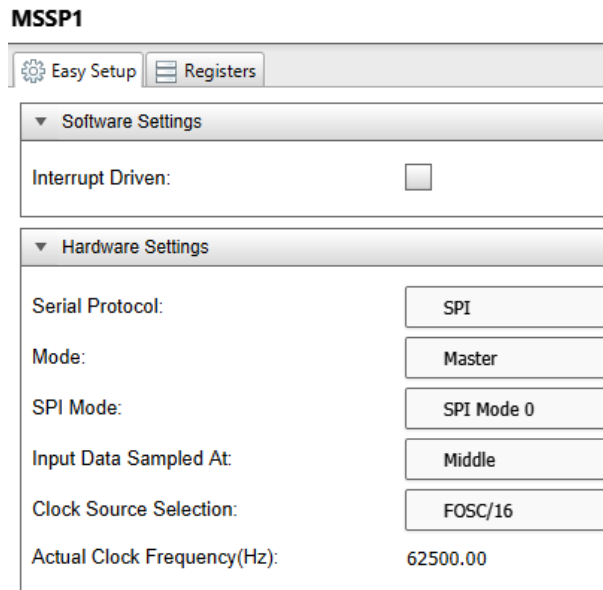 MSSP1
Easy Setup Registers
Software Settings
Interrupt Driven:
Hardware Settings
Serial Protocol: SPI
Mode: Master
SPI Mode: SPI Mode 0
Input Data Sampled At: Middle
Clock Source Selection: FOSC/16
Actual Clock Frequency(Hz): 62500.00